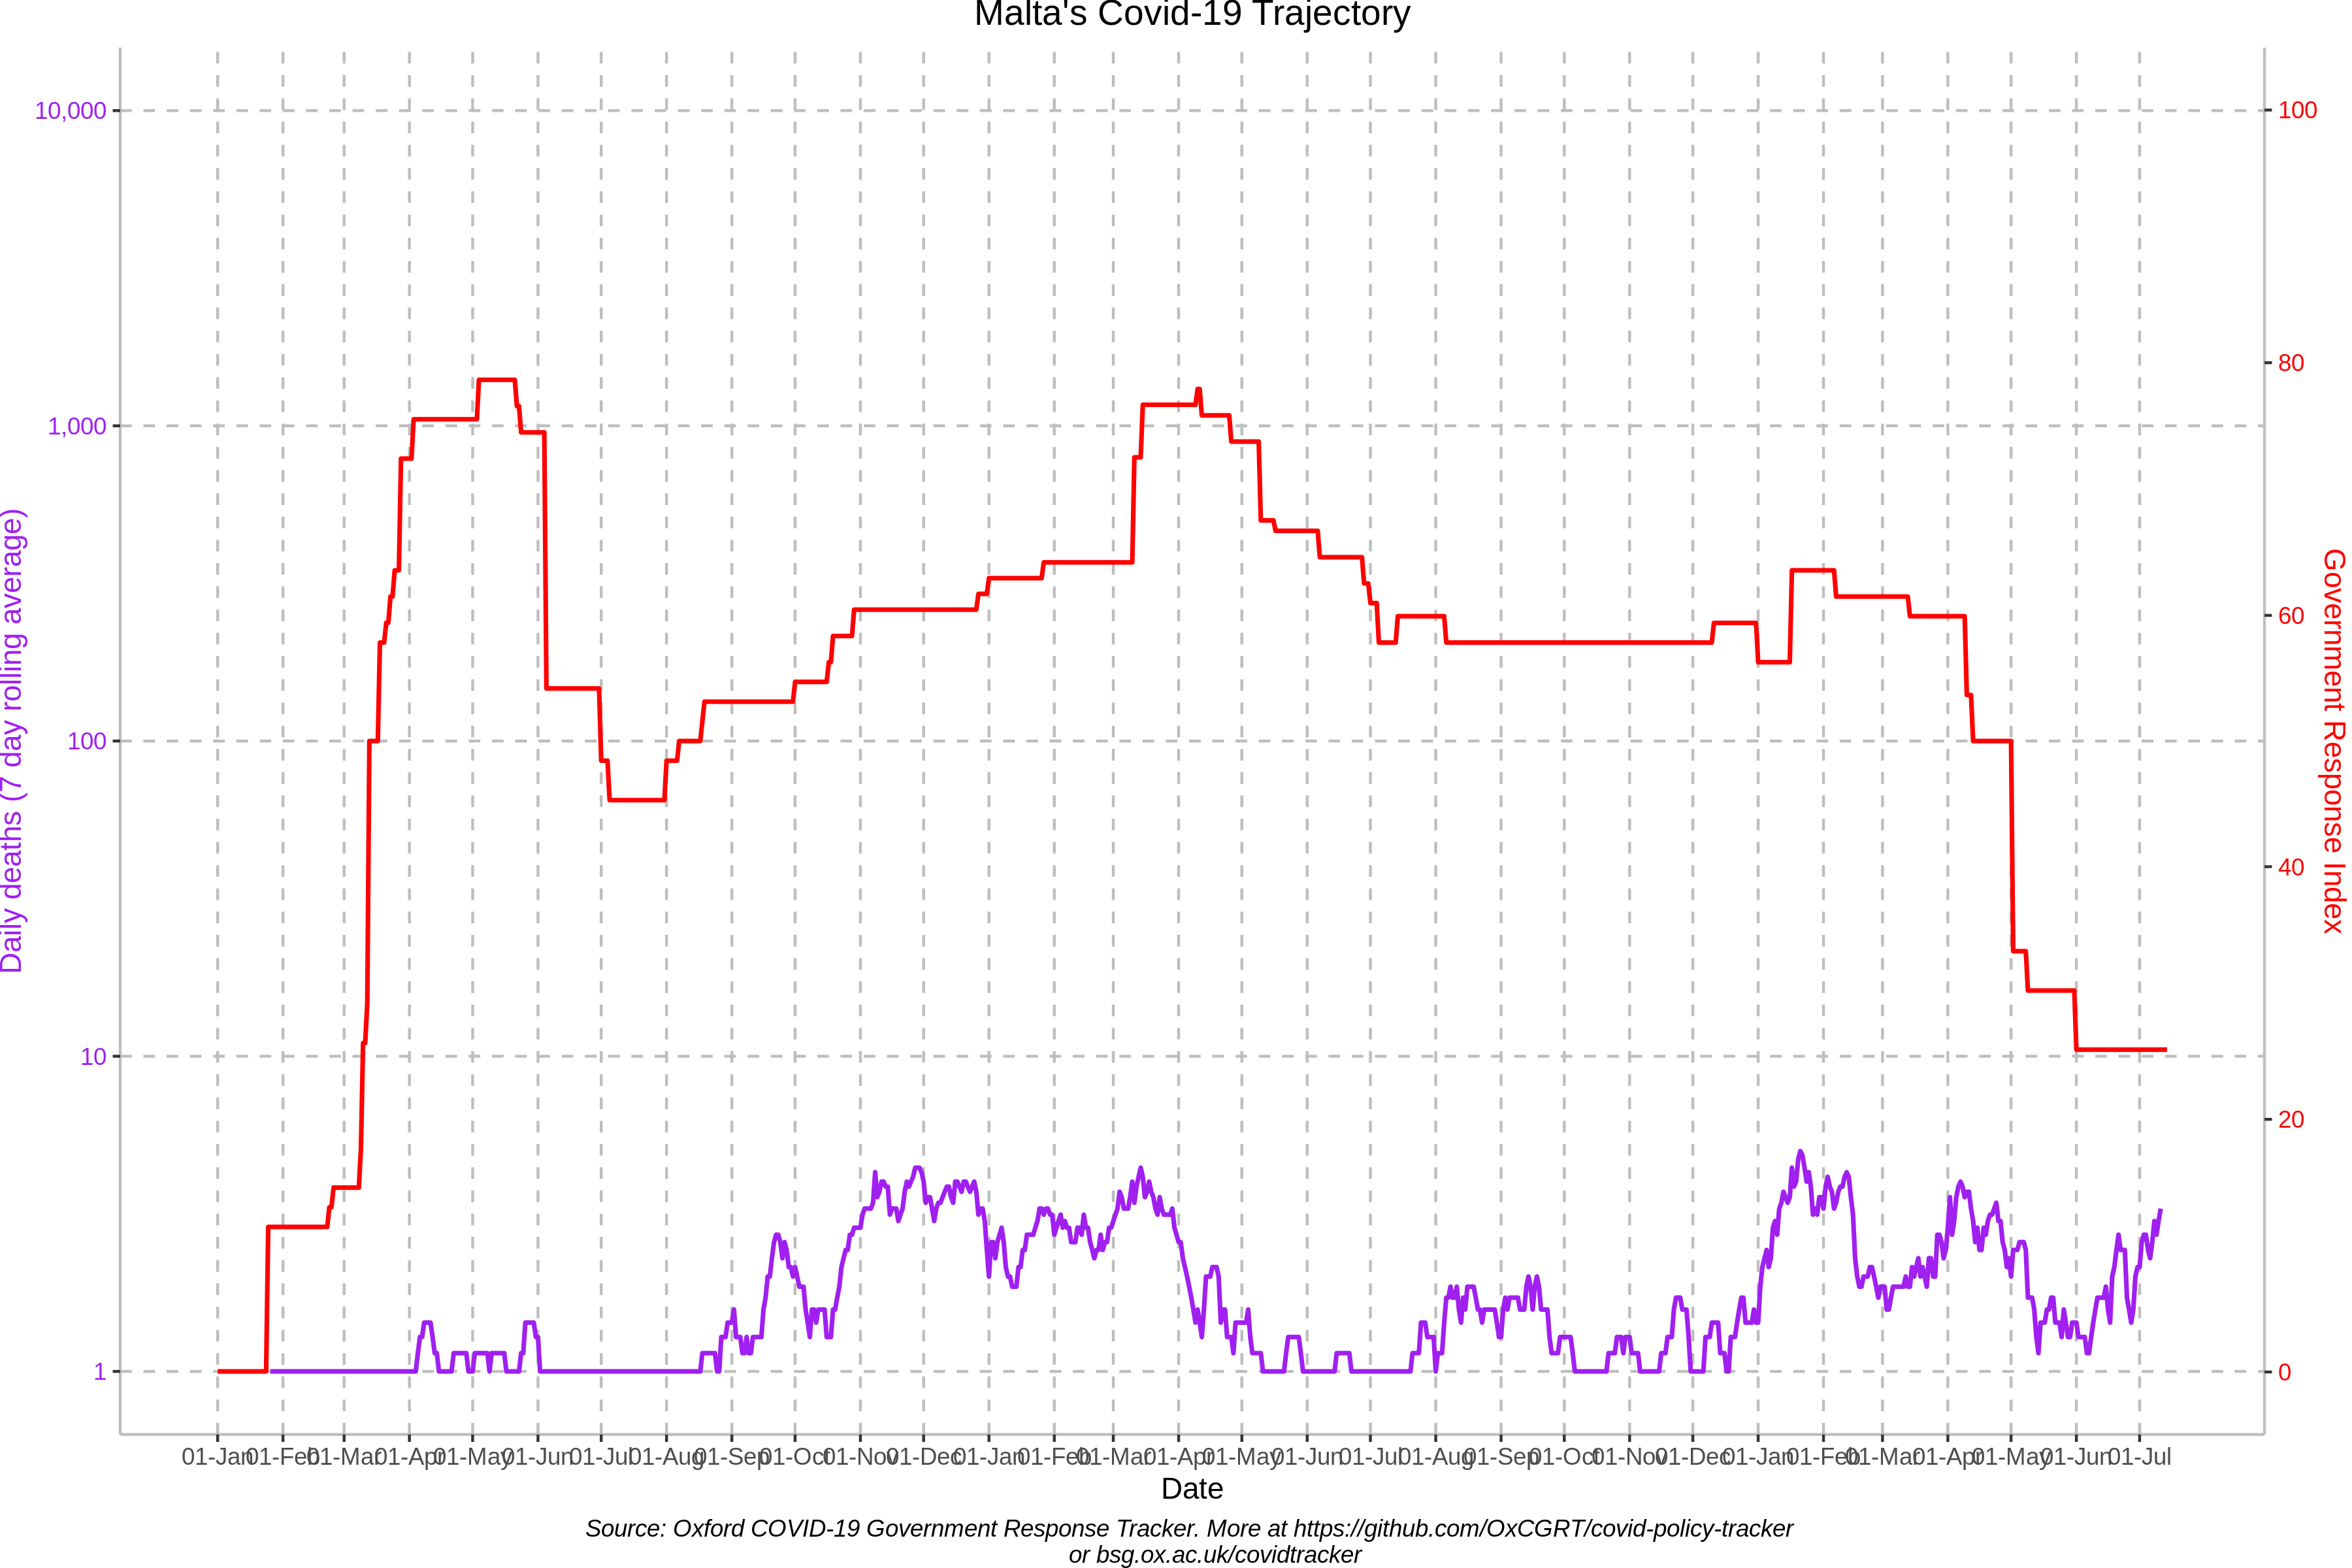 Malta's Covid-19 Trajectory
10,000
1,000
100
10
1
Daily deaths (7 day rolling average)
100
80
60
40
20
0
Government Response Index
01-Jan 01-Feb 01-Mar 01-Apr 01-May 01-Jun 01-Jul 01-Aug 01-Sep 01-Oct 01-Nov 01-Dec 01-Jan 01-Feb 01-Mar 01-Apr 01-May 01-Jun 01-Jul 01-Aug 01-Sep 01-Oct 01-Nov 01-Dec 01-Jan 01-Feb 01-Mar 01-Apr 01-May 01-Jun 01-Jul
Date
Source: Oxford COVID-19 Government Response Tracker. More at https://github.com/OxCGRT/covid-policy-tracker
or bsg.ox.ac.uk/covidtracker